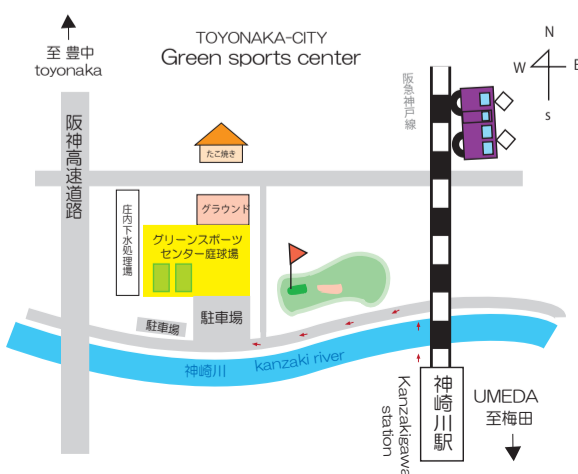 至 豊中
toyonaka
TOYONAKA-CITY
Green sports center
N
W
E
s
阪急神戸線
阪神高速道路
たこ焼き
庄内下水処理場
グラウンド
グリーンスポーツ
センター庭球場
駐車場
駐車場
神崎川 kanzaki river
Kanzakigawa
station
神崎川駅
UMEDA
至梅田